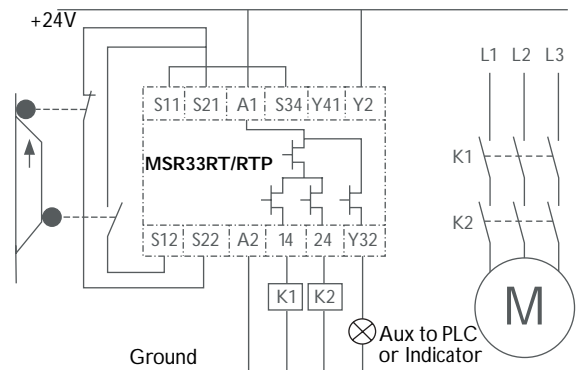 +24V
L1 L2 L3
S11 S21 A1 S34 Y41 Y2
MSR33RT/RTP
K1
K2
S12 S22 A2 14 24 Y32
K1 K2
M
Aux to PLC
or Indicator
Ground